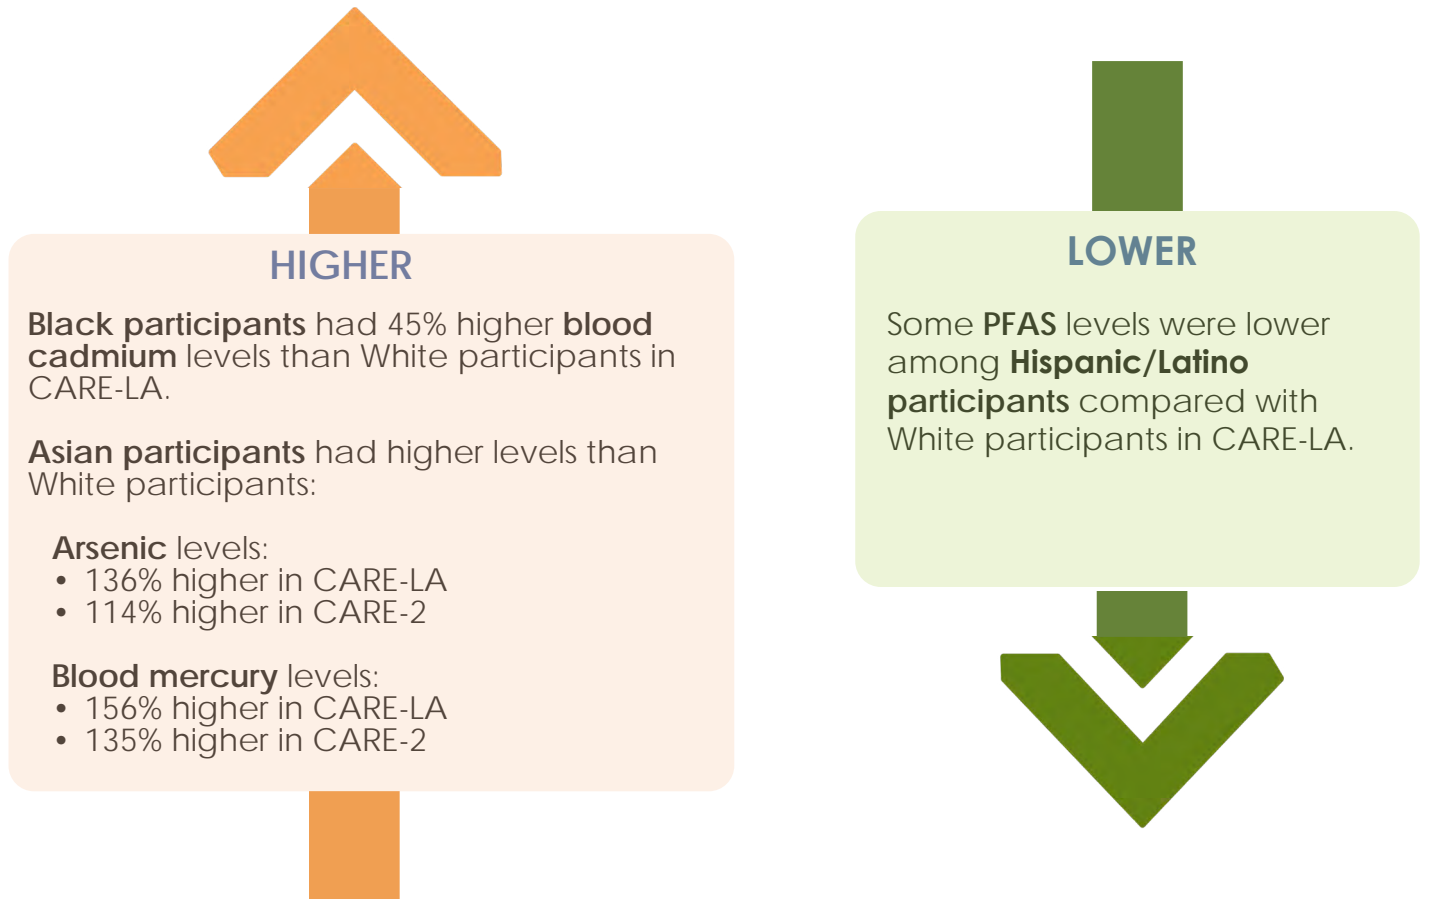 HIGHER
Black participants had 45% higher blood
cadmium levels than White participants in
CARE-LA.
Asian participants had higher levels than
White participants:
Arsenic levels:
• 136% higher in CARE-LA
• 114% higher in CARE-2
Blood mercury levels:
• 156% higher in CARE-LA
• 135% higher in CARE-2
LOWER
Some PFAS levels were lower
among Hispanic/Latino
participants compared with
White participants in CARE-LA.